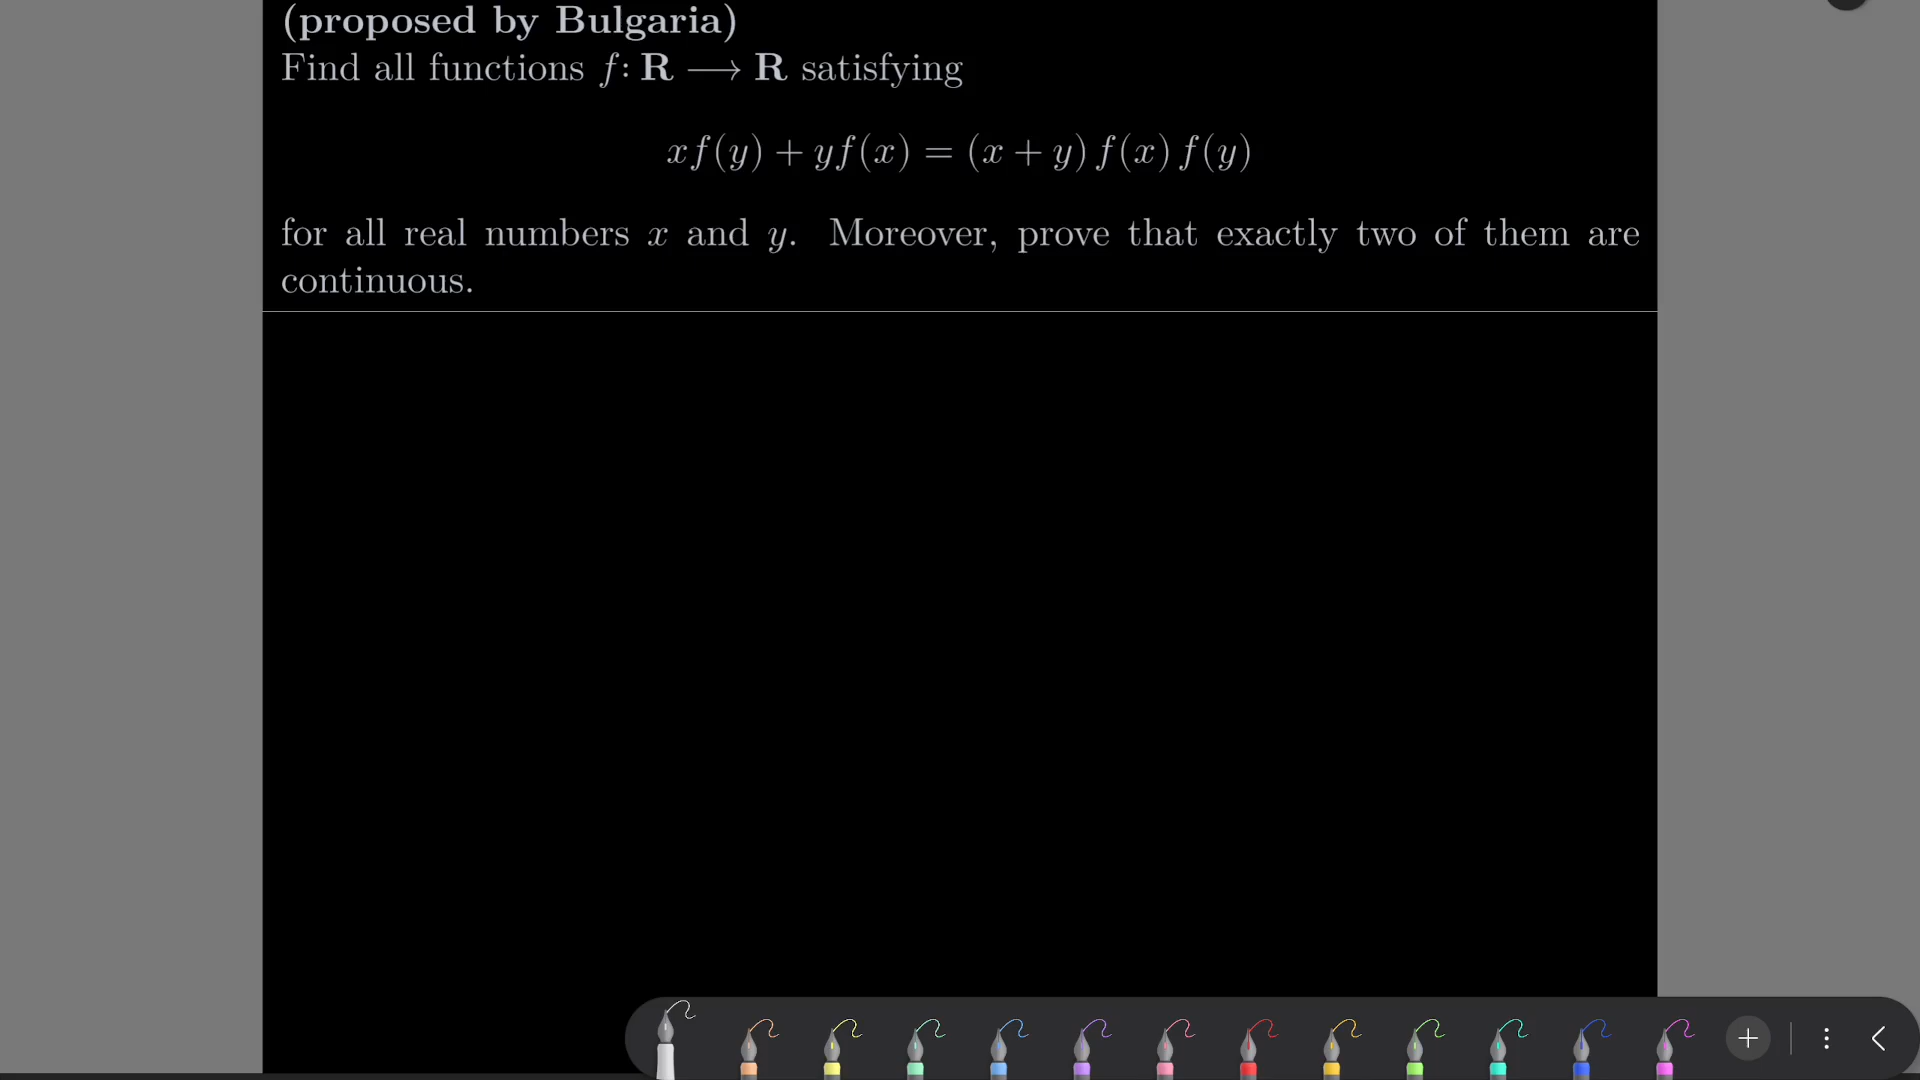 (proposed by Bulgaria)
Find all functions f: R ⟶ R satisfying
xf(y) + yf(x) = (x + y) f(x) f(y)
for all real numbers x and y. Moreover, prove that exactly two of them are
continuous.